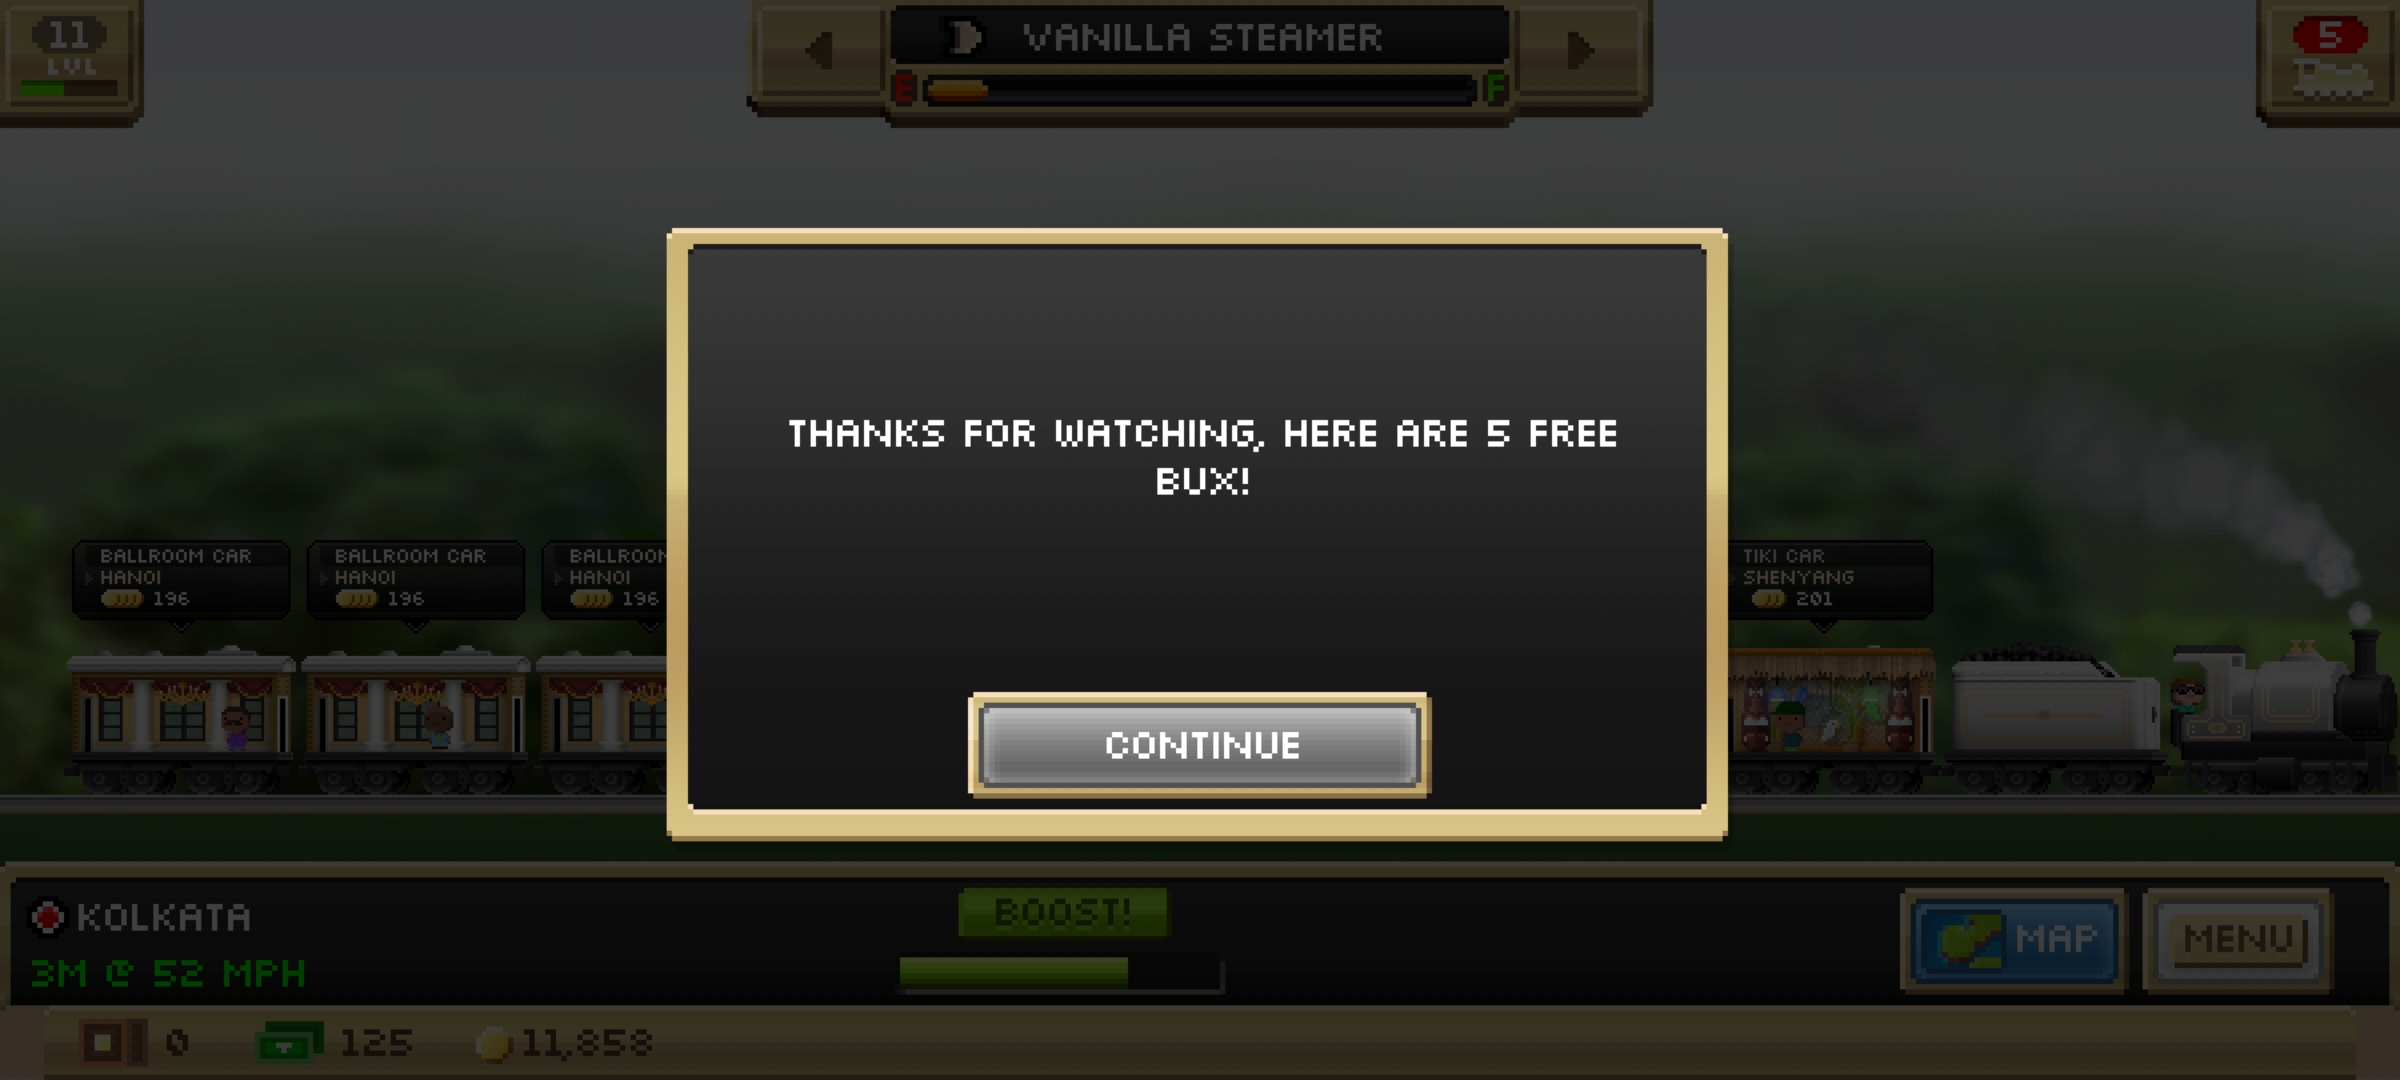 11
LVL
VANILLA STEAMER
E F
5
THANKS FOR WATCHING, HERE ARE 5 FREE
BUX!
CONTINUE
BALLROOM CAR
HANOI
196
BALLROOM CAR
HANOI
196
BALLROOM
HANOI
196
TIKI CAR
SHENYANG
201
KOLKATA
3M @ 52 MPH
BOOST!
MAP
MENU
0 125 11,858